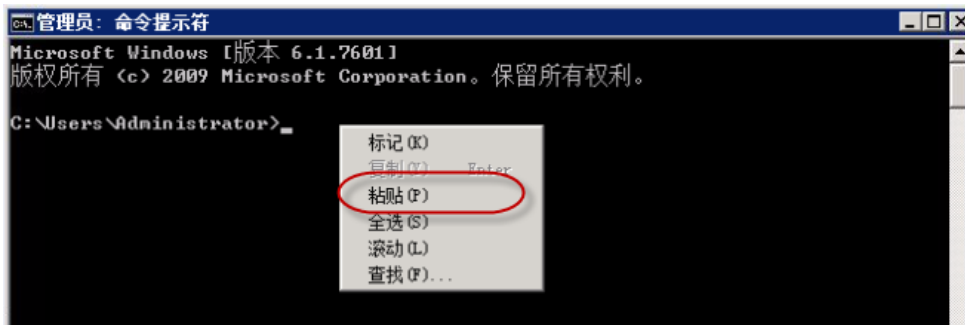 管理员：命令提示符
Microsoft Windows [版本 6.1.7601]
版权所有 (c) 2009 Microsoft Corporation。保留所有权利。
C:\Users\Administrator>_
标记(K)
复制(Y) Enter
粘贴(P)
全选(S)
滚动(L)
查找(F)...